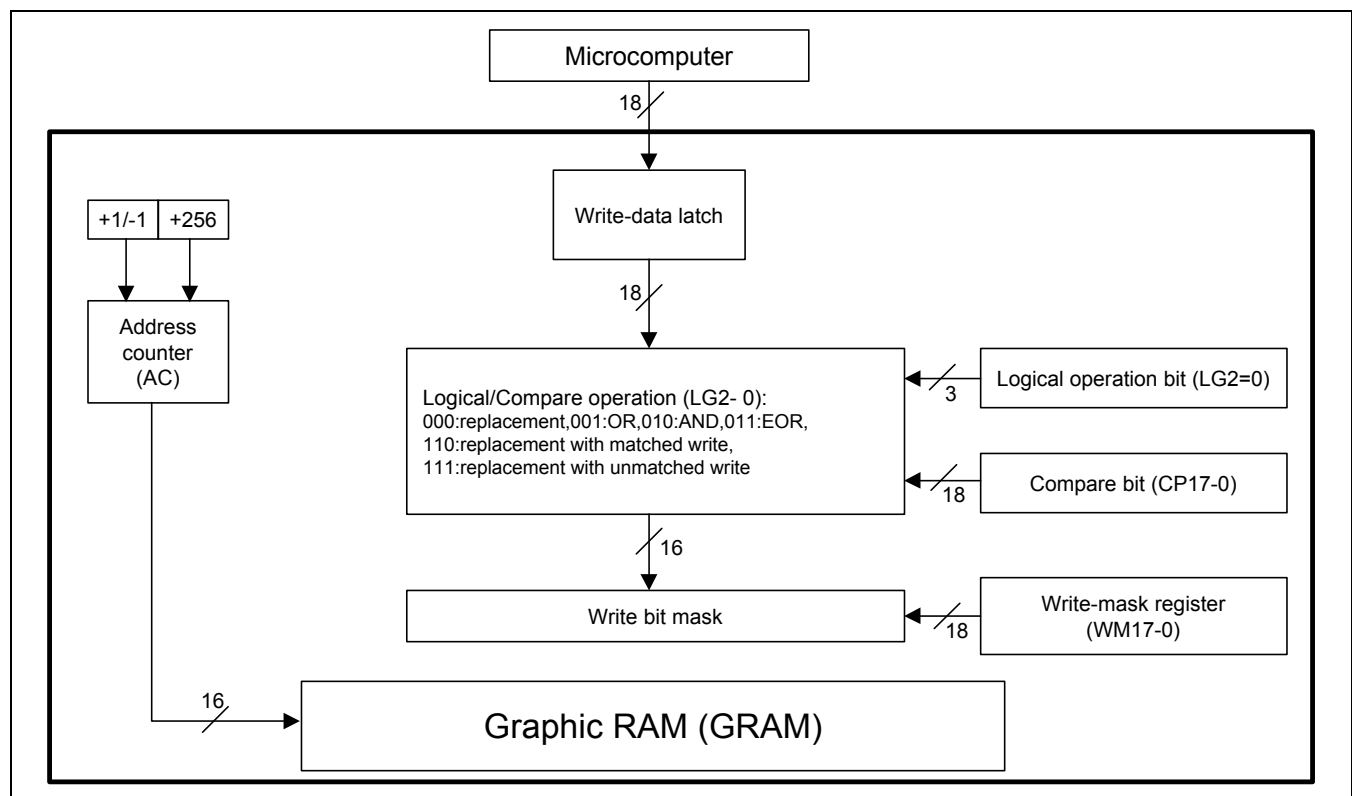 Microcomputer
18
+1/-1 +256
Write-data latch
18
Address
counter
(AC)
Logical/Compare operation (LG2- 0):
000:replacement,001:OR,010:AND,011:EOR,
110:replacement with matched write,
111:replacement with unmatched write
3
Logical operation bit (LG2=0)
18
Compare bit (CP17-0)
16
Write bit mask
18
Write-mask register
(WM17-0)
16
Graphic RAM (GRAM)